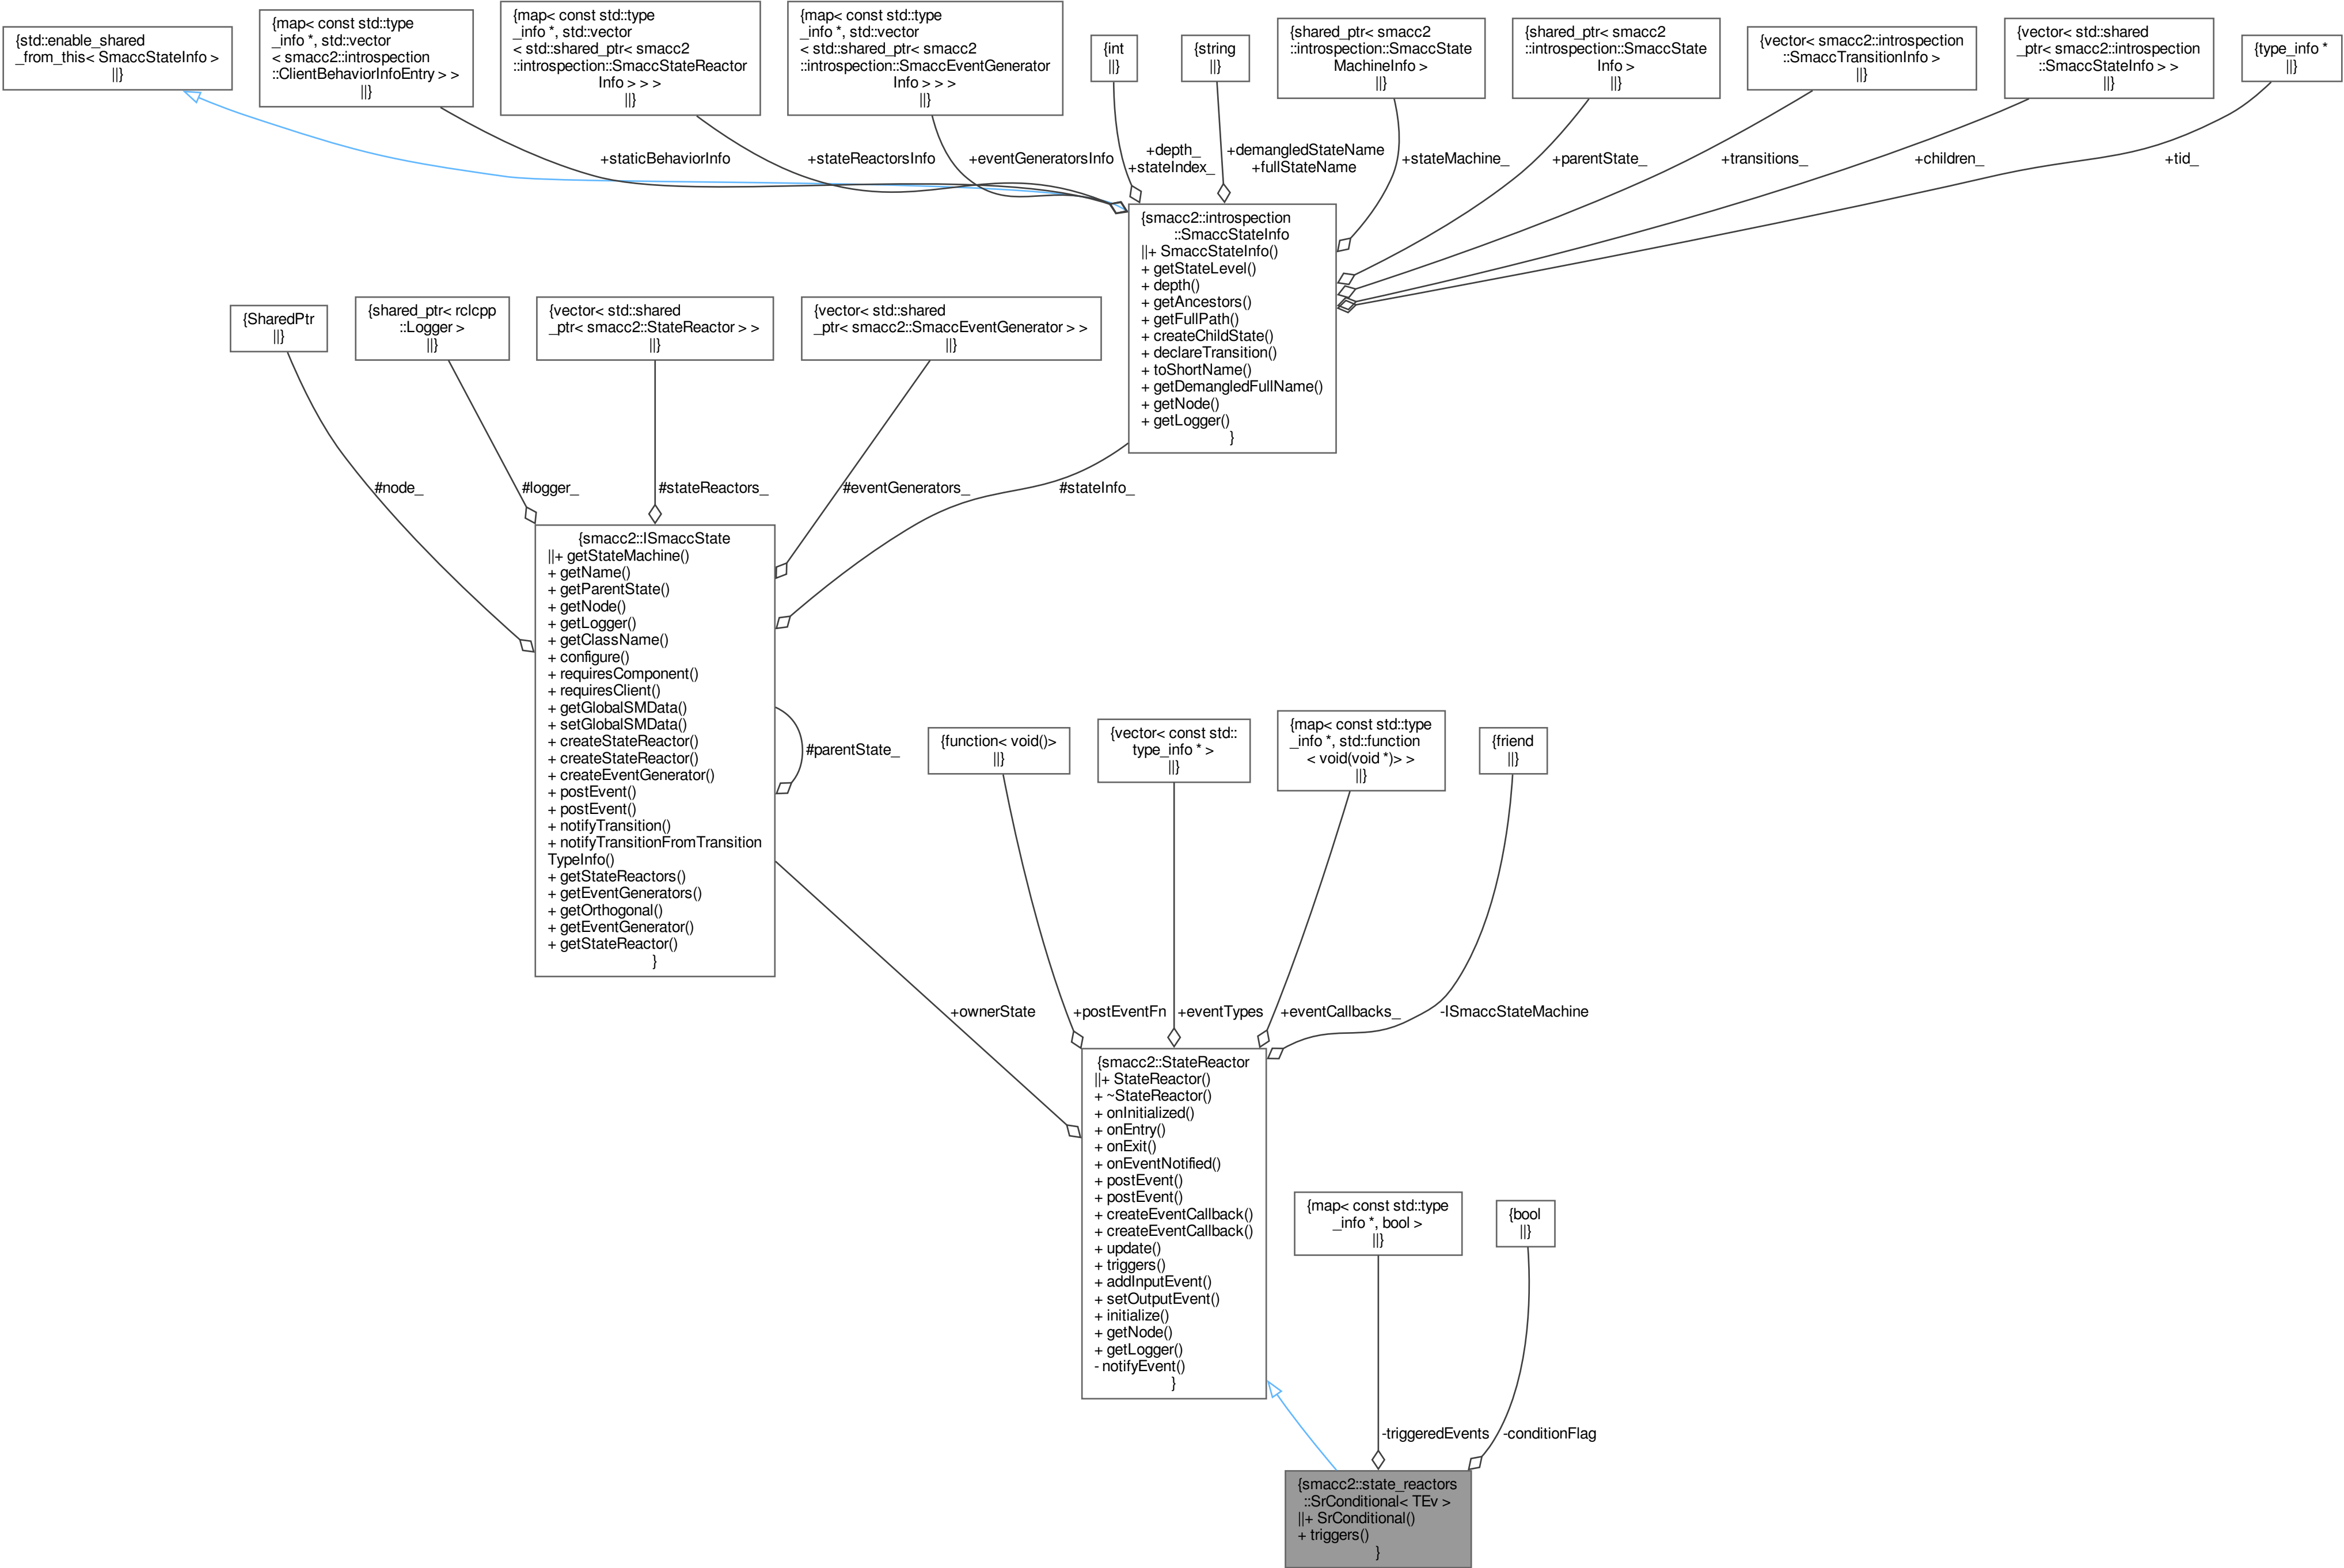 {std::enable_shared
_from_this< SmaccStateInfo >
||}
{map< const std::type
_info *, std::vector
< smacc2::introspection
::ClientBehaviorInfoEntry > >
||}
{map< const std::type
_info *, std::vector
< std::shared_ptr< smacc2
::introspection::SmaccStateReactor
Info > > >
||}
{map< const std::type
_info *, std::vector
< std::shared_ptr< smacc2
::introspection::SmaccEventGenerator
Info > > >
||}
{int
||}
{string
||}
{shared_ptr< smacc2
::introspection::SmaccState
MachineInfo >
||}
{shared_ptr< smacc2
::introspection::SmaccState
Info >
||}
{vector< smacc2::introspection
::SmaccTransitionInfo >
||}
{vector< std::shared
_ptr< smacc2::introspection
::SmaccStateInfo > >
||}
{type_info *
||}
+staticBehaviorInfo
+stateReactorsInfo
+eventGeneratorsInfo
+depth_
+stateIndex_
+demangledStateName
+fullStateName
+stateMachine_
+parentState_
+transitions_
+children_
+tid_
{smacc2::introspection
::SmaccStateInfo
||+ SmaccStateInfo()
+ getStateLevel()
+ depth()
+ getAncestors()
+ getFullPath()
+ createChildState()
+ declareTransition()
+ toShortName()
+ getDemangledFullName()
+ getNode()
+ getLogger()
}
{SharedPtr
||}
{shared_ptr< rclcpp
::Logger >
||}
{vector< std::shared
_ptr< smacc2::StateReactor > >
||}
{vector< std::shared
_ptr< smacc2::SmaccEventGenerator > >
||}
#node_
#logger_
#stateReactors_
#eventGenerators_
#stateInfo_
{smacc2::ISmaccState
||+ getStateMachine()
+ getName()
+ getParentState()
+ getNode()
+ getLogger()
+ getClassName()
+ configure()
+ requiresComponent()
+ requiresClient()
+ getGlobalSMData()
+ setGlobalSMData()
+ createStateReactor()
+ createStateReactor()
+ createEventGenerator()
+ postEvent()
+ postEvent()
+ notifyTransition()
+ notifyTransitionFromTransition
TypeInfo()
+ getStateReactors()
+ getEventGenerators()
+ getOrthogonal()
+ getEventGenerator()
+ getStateReactor()
}
#parentState_
{function< void()>
||}
{vector< const std::
type_info * >
||}
{map< const std::type
_info *, std::function
< void(void *)> >
||}
{friend
||}
+ownerState
+postEventFn
+eventTypes
+eventCallbacks_
-ISmaccStateMachine
{smacc2::StateReactor
||+ StateReactor()
+ ~StateReactor()
+ onInitialized()
+ onEntry()
+ onExit()
+ onEventNotified()
+ postEvent()
+ postEvent()
+ createEventCallback()
+ createEventCallback()
+ update()
+ triggers()
+ addInputEvent()
+ setOutputEvent()
+ initialize()
+ getNode()
+ getLogger()
- notifyEvent()
}
{map< const std::type
_info *, bool >
||}
{bool
||}
-triggeredEvents
-conditionFlag
{smacc2::state_reactors
::SrConditional< TEv >
||+ SrConditional()
+ triggers()
}